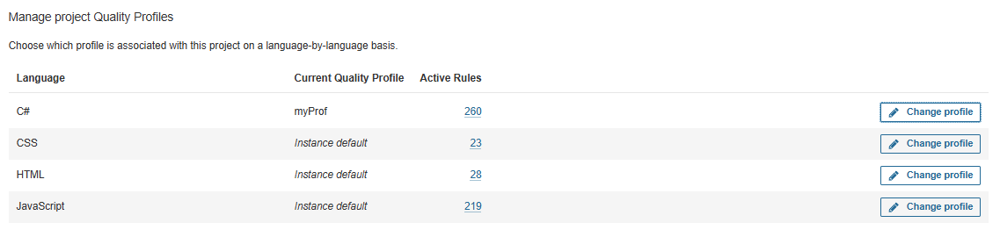 Manage project Quality Profiles
Choose which profile is associated with this project on a language-by-language basis.
Language Current Quality Profile Active Rules
C# myProf 260 Change profile
CSS Instance default 23 Change profile
HTML Instance default 28 Change profile
JavaScript Instance default 219 Change profile